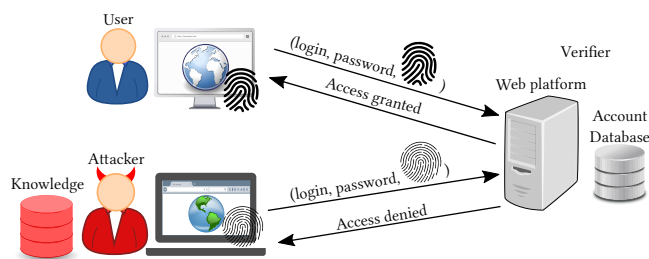 User
(login, password, )
Verifier
Web platform
Access granted
Account
Database
Attacker
Knowledge
(login, password, )
Access denied